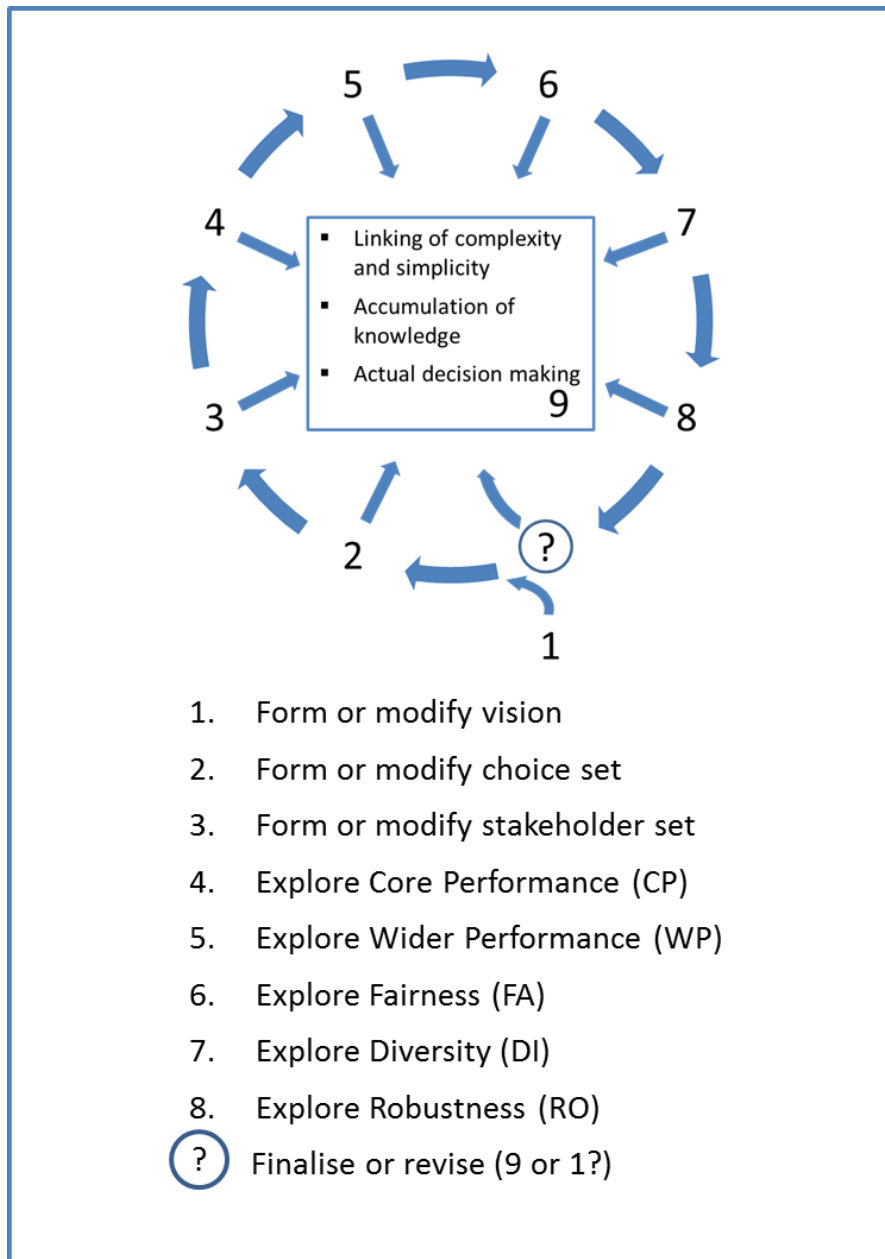 5
6
4
7
▪ Linking of complexity
and simplicity
▪ Accumulation of
knowledge
▪ Actual decision making
9
3
8
2
?
1
1. Form or modify vision
2. Form or modify choice set
3. Form or modify stakeholder set
4. Explore Core Performance (CP)
5. Explore Wider Performance (WP)
6. Explore Fairness (FA)
7. Explore Diversity (DI)
8. Explore Robustness (RO)
? Finalise or revise (9 or 1?)